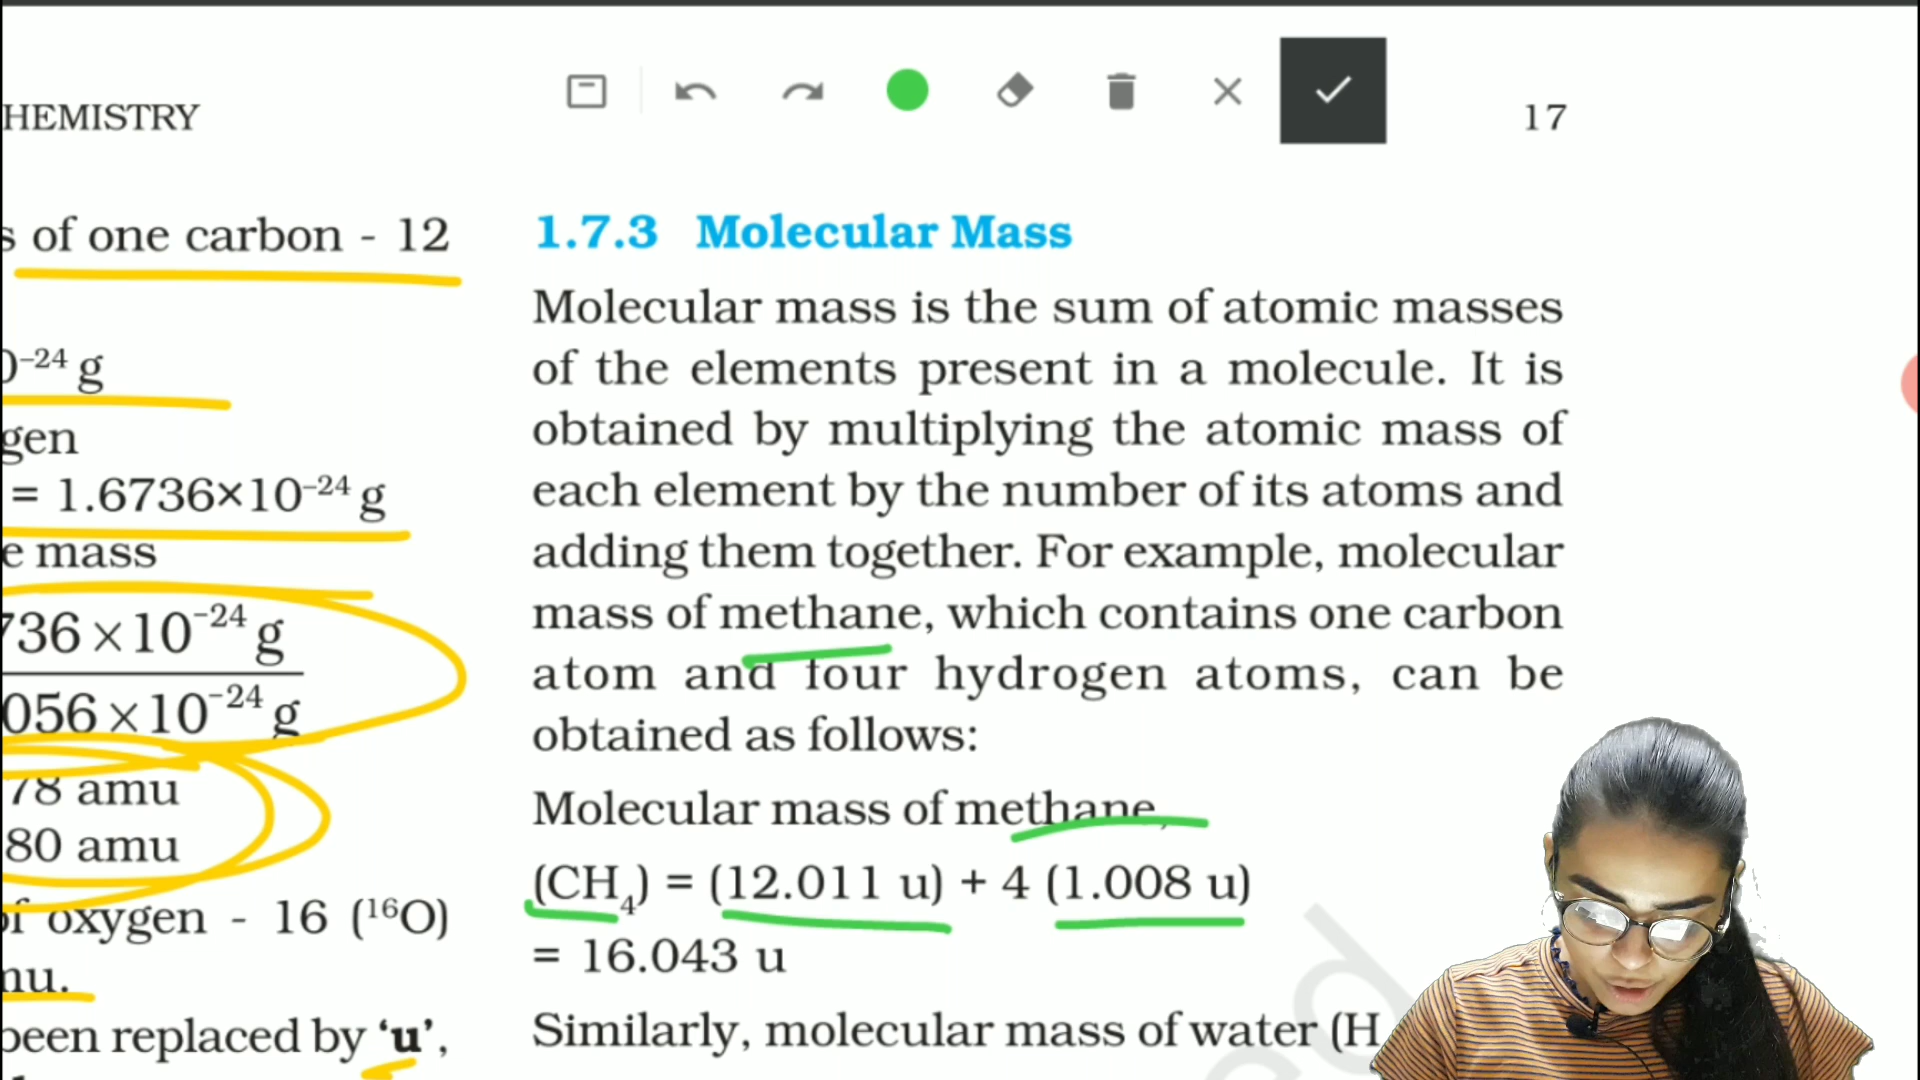 HEMISTRY
17
s of one carbon - 12
0–24 g
gen
= 1.6736×10–24 g
e mass
736 ×10–24 g
056 ×10–24 g
78 amu
80 amu
of oxygen - 16 (16O)
mu.
been replaced by ‘u’,
1.7.3 Molecular Mass
Molecular mass is the sum of atomic masses
of the elements present in a molecule. It is
obtained by multiplying the atomic mass of
each element by the number of its atoms and
adding them together. For example, molecular
mass of methane, which contains one carbon
atom and four hydrogen atoms, can be
obtained as follows:
Molecular mass of methane,
(CH4) = (12.011 u) + 4 (1.008 u)
= 16.043 u
Similarly, molecular mass of water (H